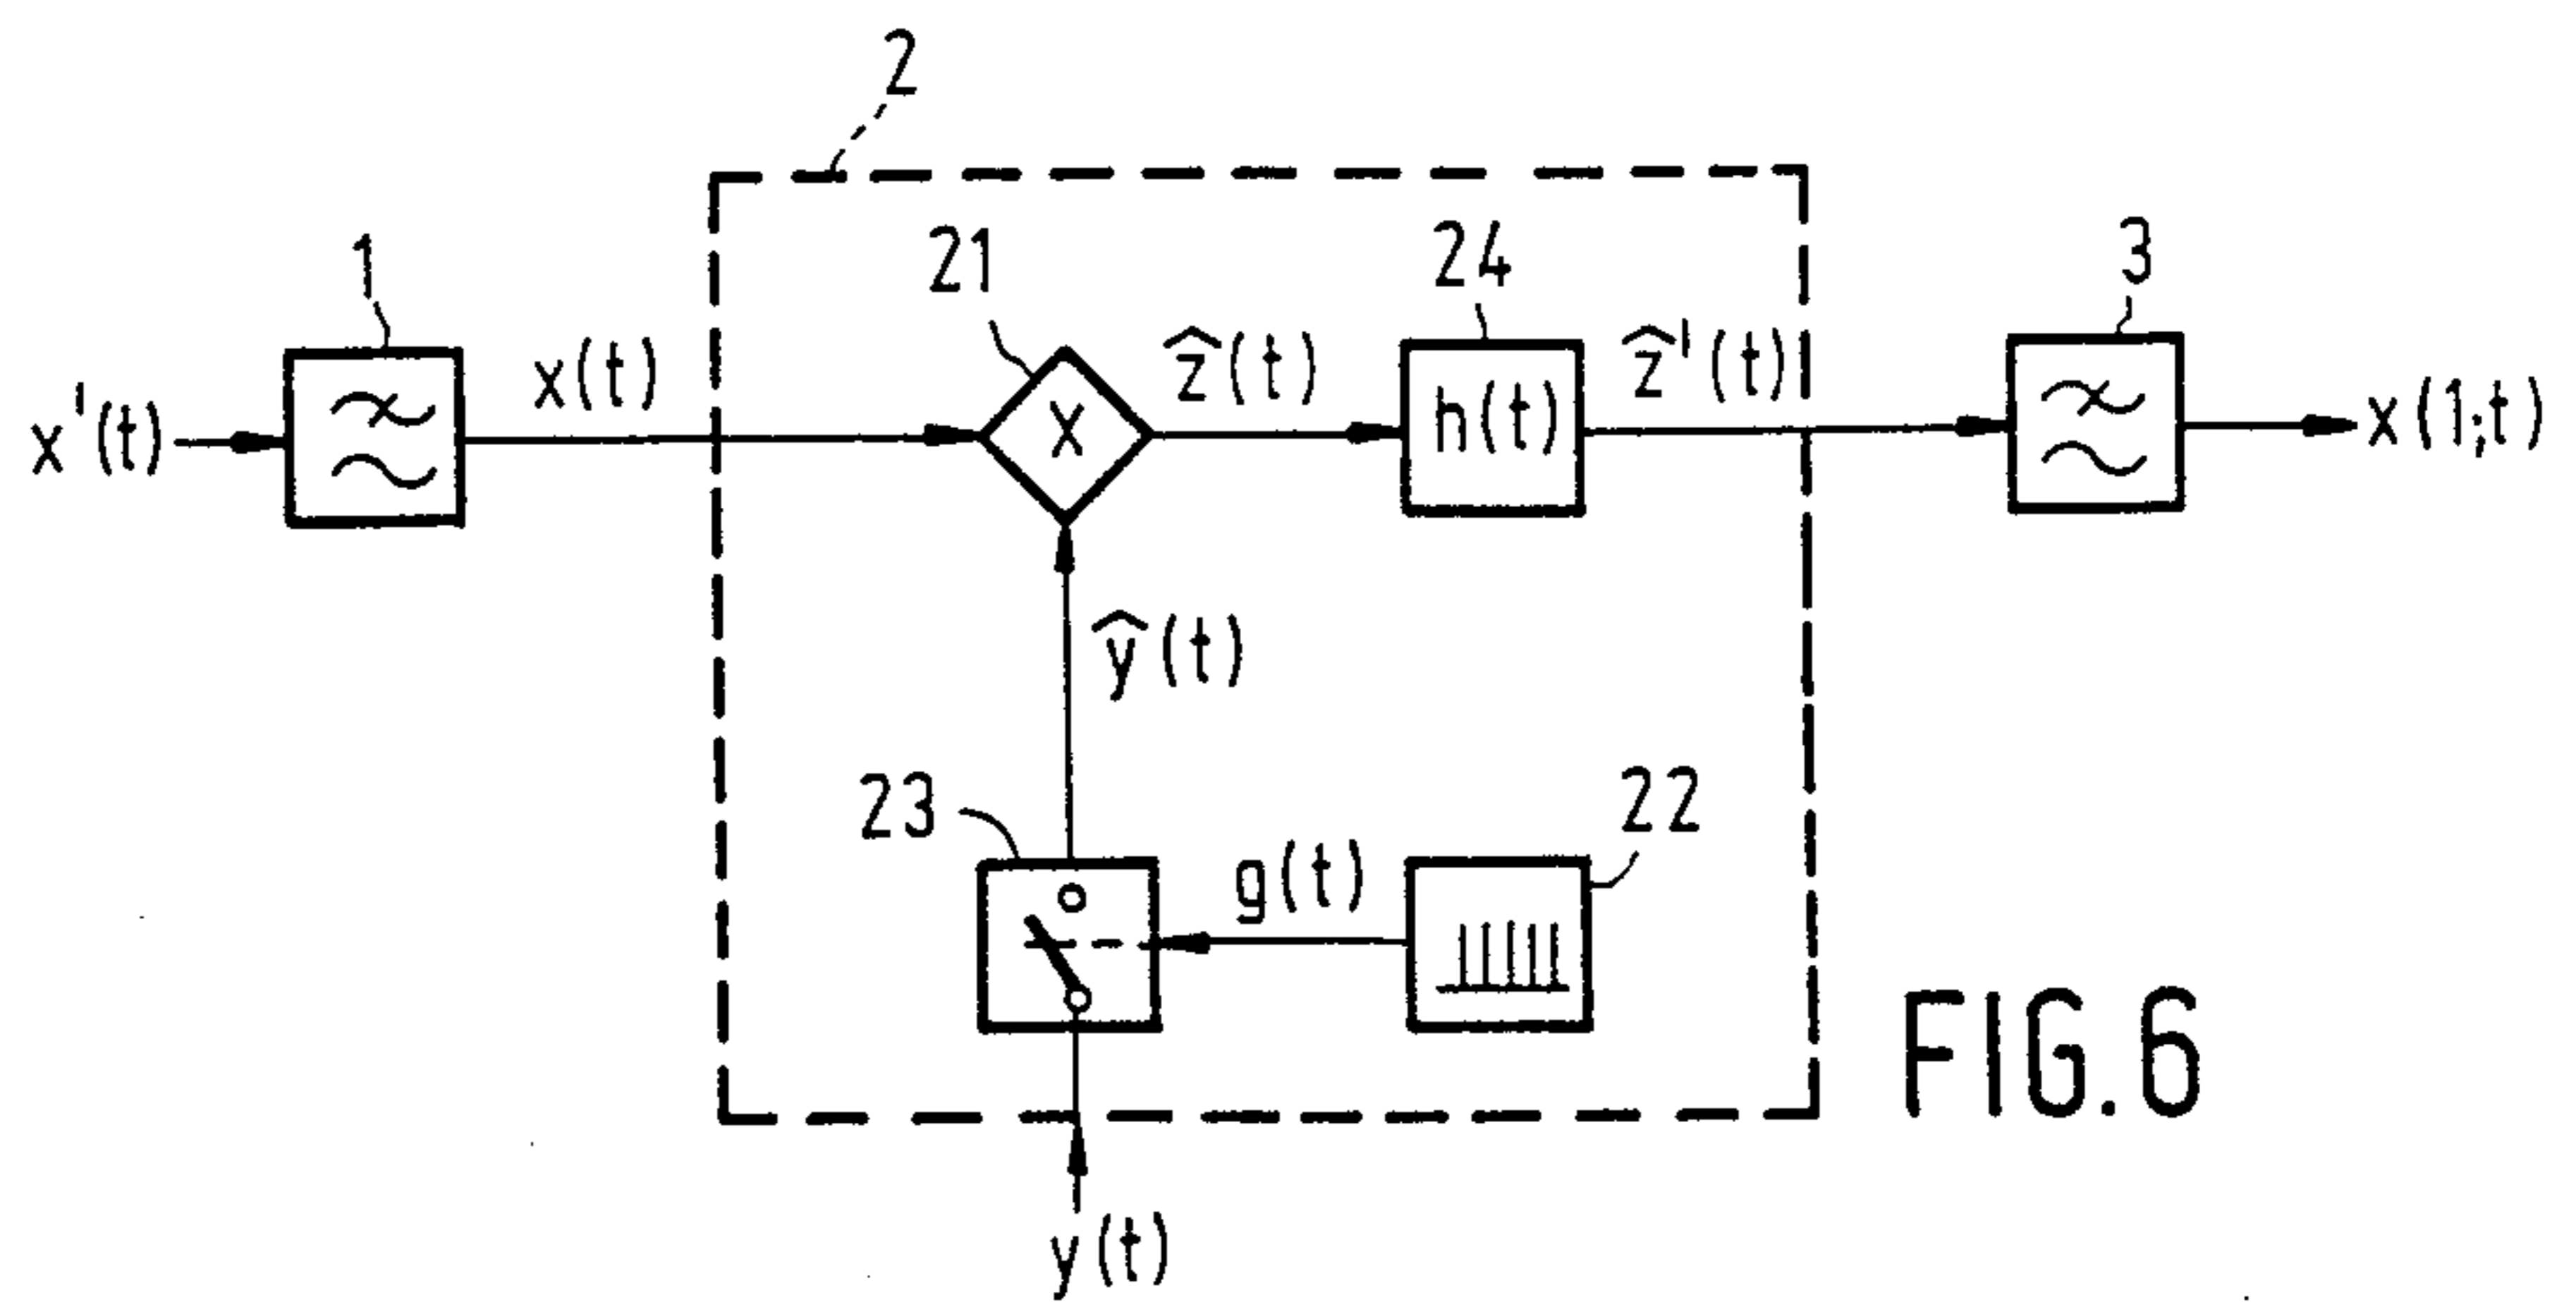 2
1
21
24
3
x'(t)
x(t)
X
ẑ(t)
h(t)
ẑ'(t)
x(1;t)
ŷ(t)
23
g(t)
22
y(t)
FIG.6